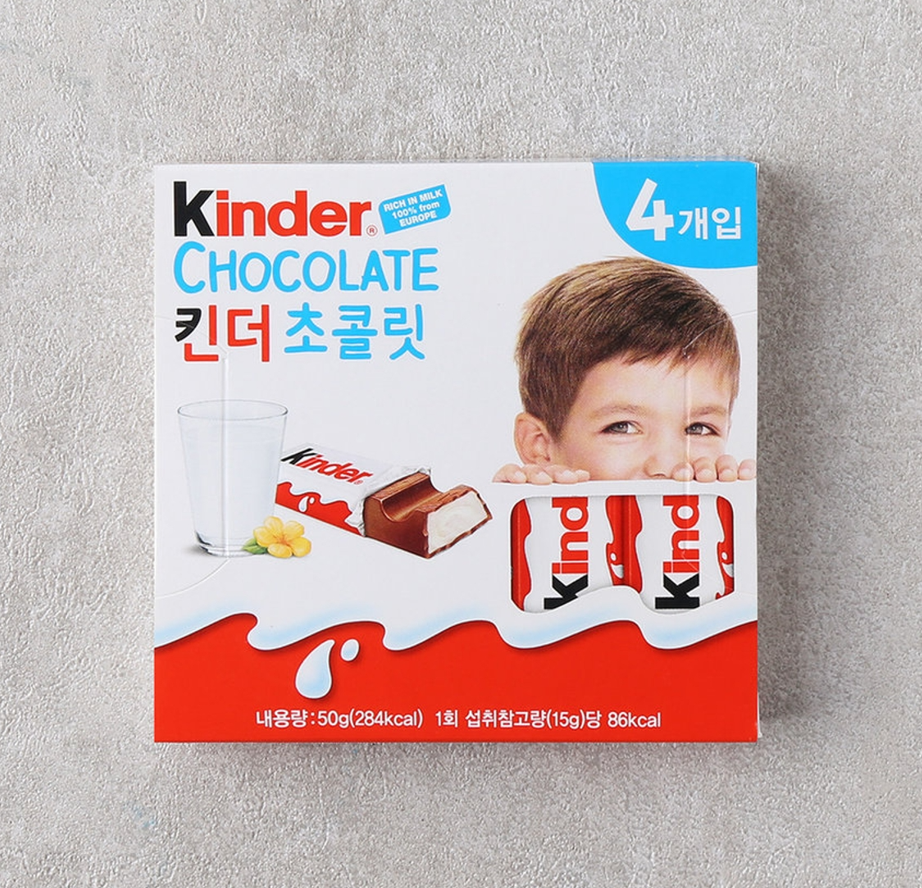 Kinder®
RICH IN MILK
100% from
EUROPE
CHOCOLATE
킨더 초콜릿
4개입
Kinder®
Kind
Kind
내용량:50g(284kcal) 1회 섭취참고량(15g)당 86kcal